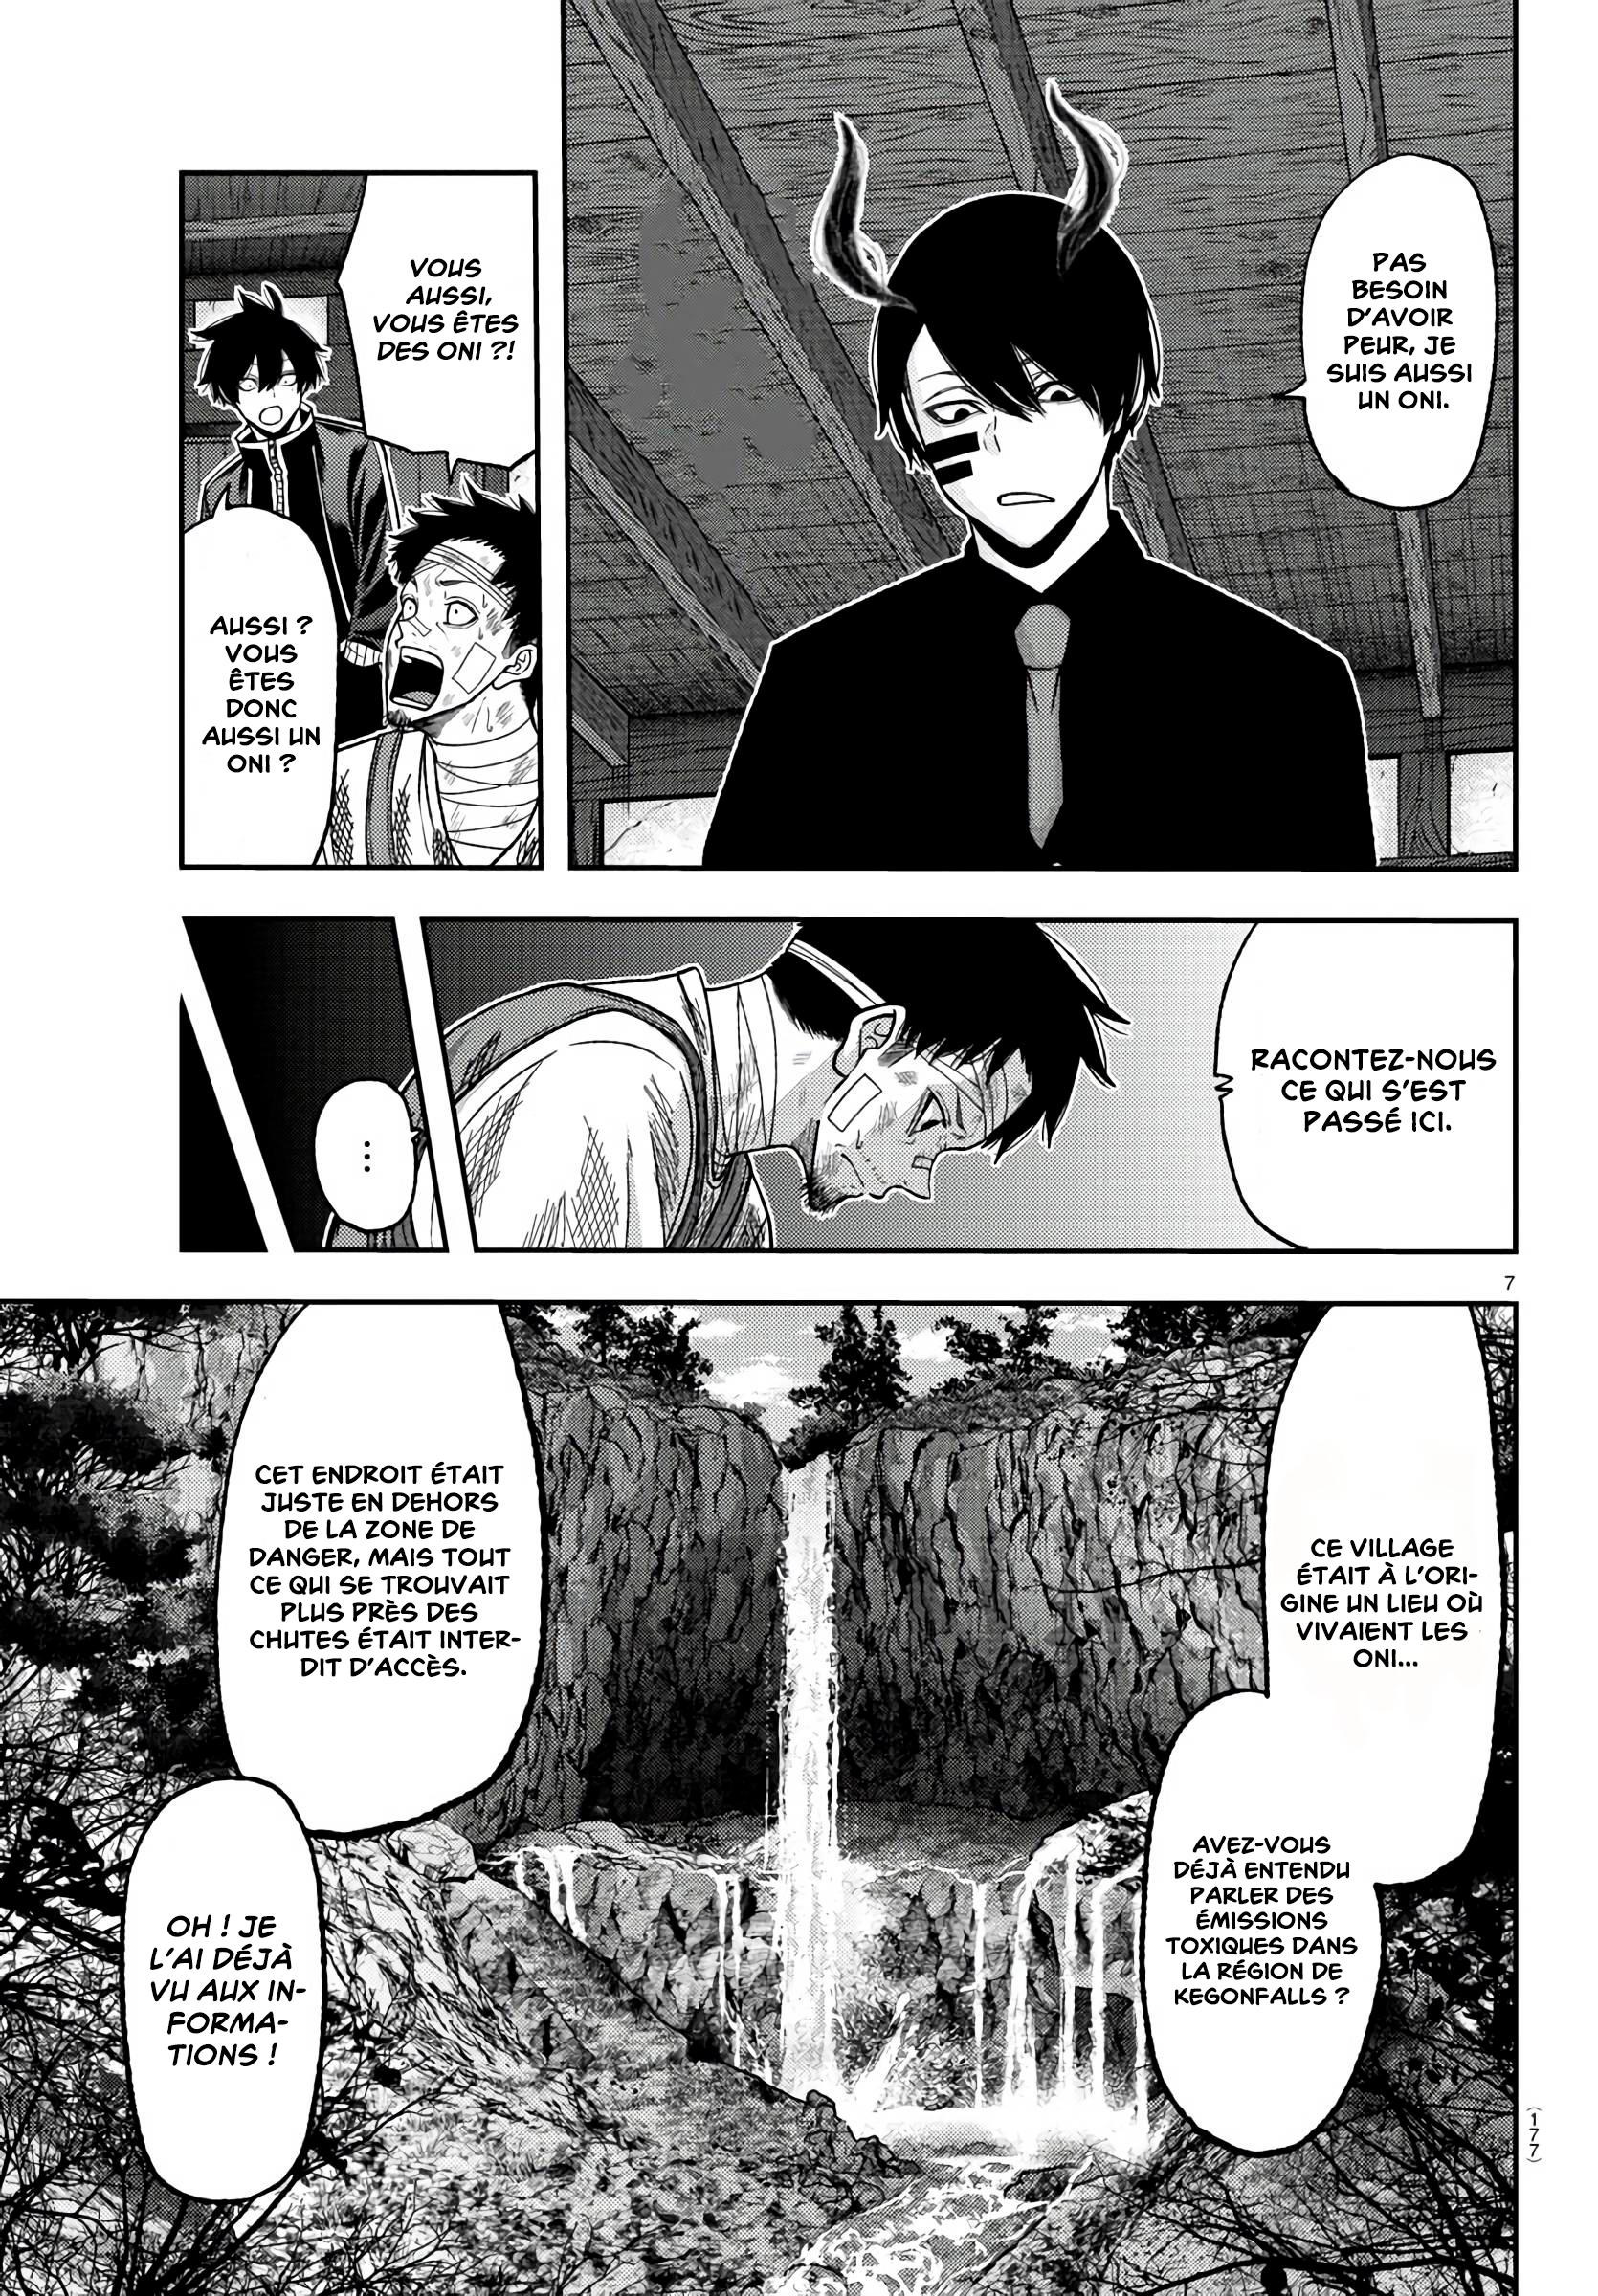 PAS
BESOIN
D'AVOIR
PEUR, JE
SUIS AUSSI
UN ONI.
VOUS
AUSSI,
VOUS ÊTES
DES ONI ?!
AUSSI ?
VOUS
ÊTES
DONC
AUSSI UN
ONI ?
RACONTEZ-NOUS
CE QUI S'EST
PASSÉ ICI.
...
7
CE VILLAGE
ÉTAIT À L'ORI-
GINE UN LIEU OÙ
VIVAIENT LES
ONI...
AVEZ-VOUS
DÉJÀ ENTENDU
PARLER DES
ÉMISSIONS
TOXIQUES DANS
LA RÉGION DE
KEGONFALLS ?
CET ENDROIT ÉTAIT
JUSTE EN DEHORS
DE LA ZONE DE
DANGER, MAIS TOUT
CE QUI SE TROUVAIT
PLUS PRÈS DES
CHUTES ÉTAIT INTER-
DIT D'ACCÈS.
OH ! JE
L'AI DÉJÀ
VU AUX IN-
FORMA-
TIONS !
(177)